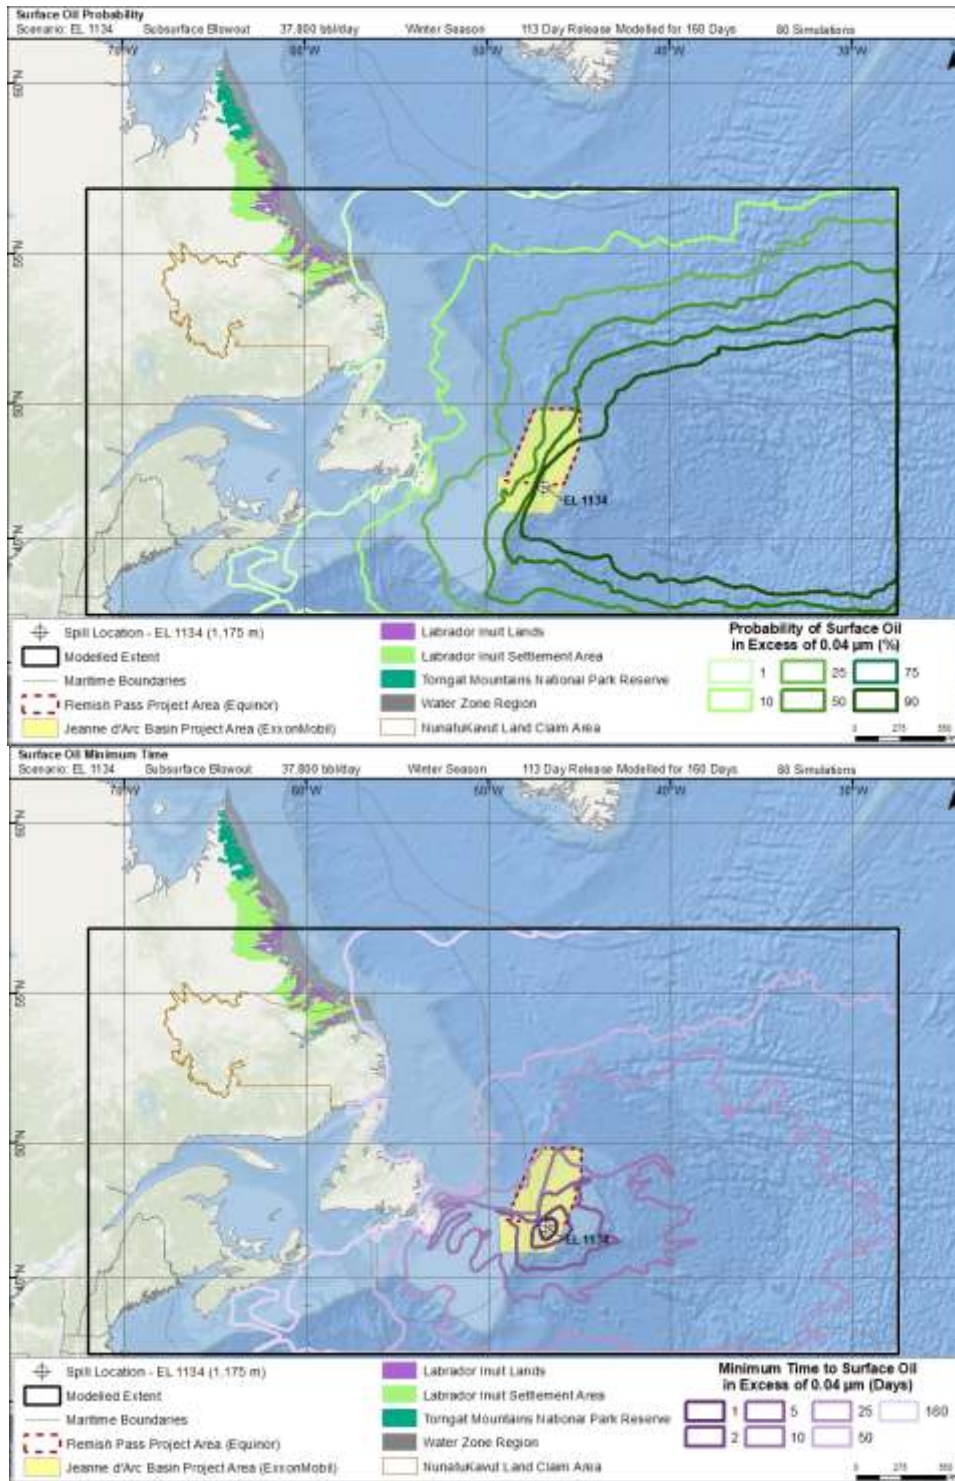 Surface Oil Probability
Scenario: EL 1134 Subsurface Blowout 37,800 bbl/day Winter Season 113 Day Release Modelled for 160 Days 80 Simulations
70°W 60°W 50°W 40°W 30°W
60°N
55°N
50°N
45°N
EL 1134
Spill Location - EL 1134 (1,175 m)
Modelled Extent
Maritime Boundaries
Flemish Pass Project Area (Equinor)
Jeanne d'Arc Basin Project Area (ExxonMobil)
Labrador Inuit Lands
Labrador Inuit Settlement Area
Torngat Mountains National Park Reserve
Water Zone Region
NunatuKavut Land Claim Area
Probability of Surface Oil
in Excess of 0.04 µm (%)
1 25 75
10 50 90
0 275 550
Surface Oil Minimum Time
Scenario: EL 1134 Subsurface Blowout 37,800 bbl/day Winter Season 113 Day Release Modelled for 160 Days 80 Simulations
70°W 60°W 50°W 40°W 30°W
60°N
55°N
50°N
45°N
EL 1134
Spill Location - EL 1134 (1,175 m)
Modelled Extent
Maritime Boundaries
Flemish Pass Project Area (Equinor)
Jeanne d'Arc Basin Project Area (ExxonMobil)
Labrador Inuit Lands
Labrador Inuit Settlement Area
Torngat Mountains National Park Reserve
Water Zone Region
NunatuKavut Land Claim Area
Minimum Time to Surface Oil
in Excess of 0.04 µm (Days)
1 5 25 160
2 10 50
0 275 550